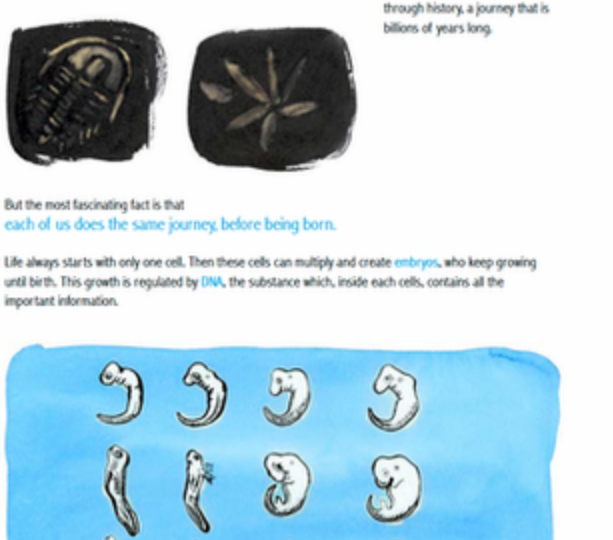 through history, a journey that is
billions of years long.
But the most fascinating fact is that
each of us does the same journey, before being born.
Life always starts with only one cell. Then these cells can multiply and create embryos, who keep growing
until birth. This growth is regulated by DNA, the substance which, inside each cells, contains all the
important information.